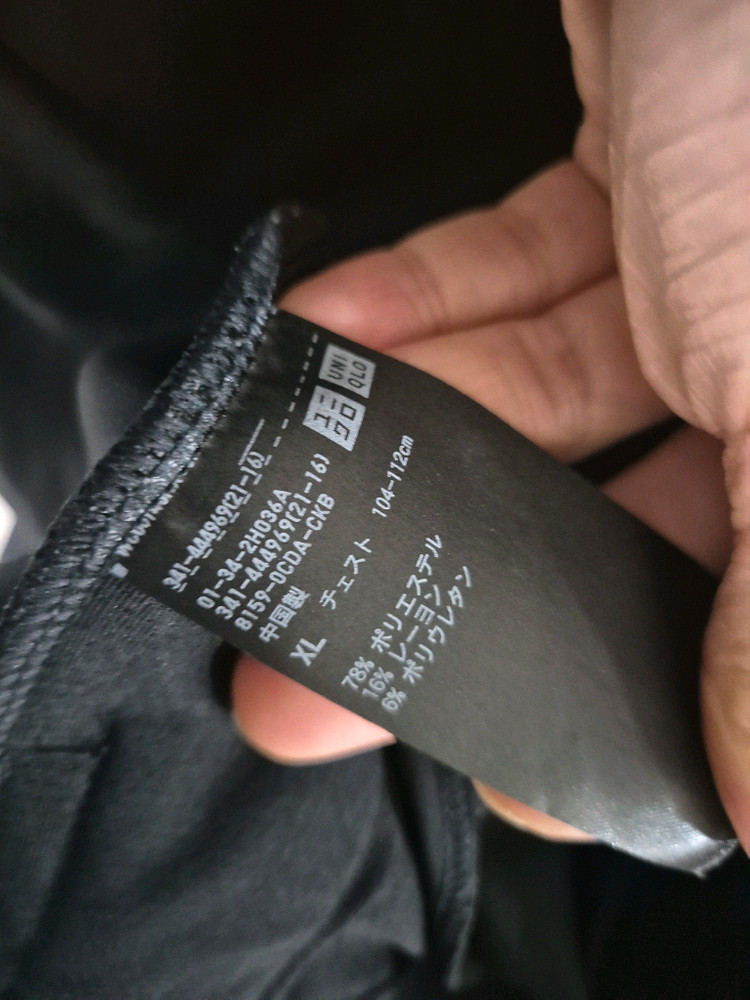 UNI
QLO
ユニ
クロ
341-444969(21-16)
01-34-2H036A
341-444969(21-16)
8159-0CDA-CKB
中国製
XL チェスト 104-112cm
78% ポリエステル
16% レーヨン
6% ポリウレタン